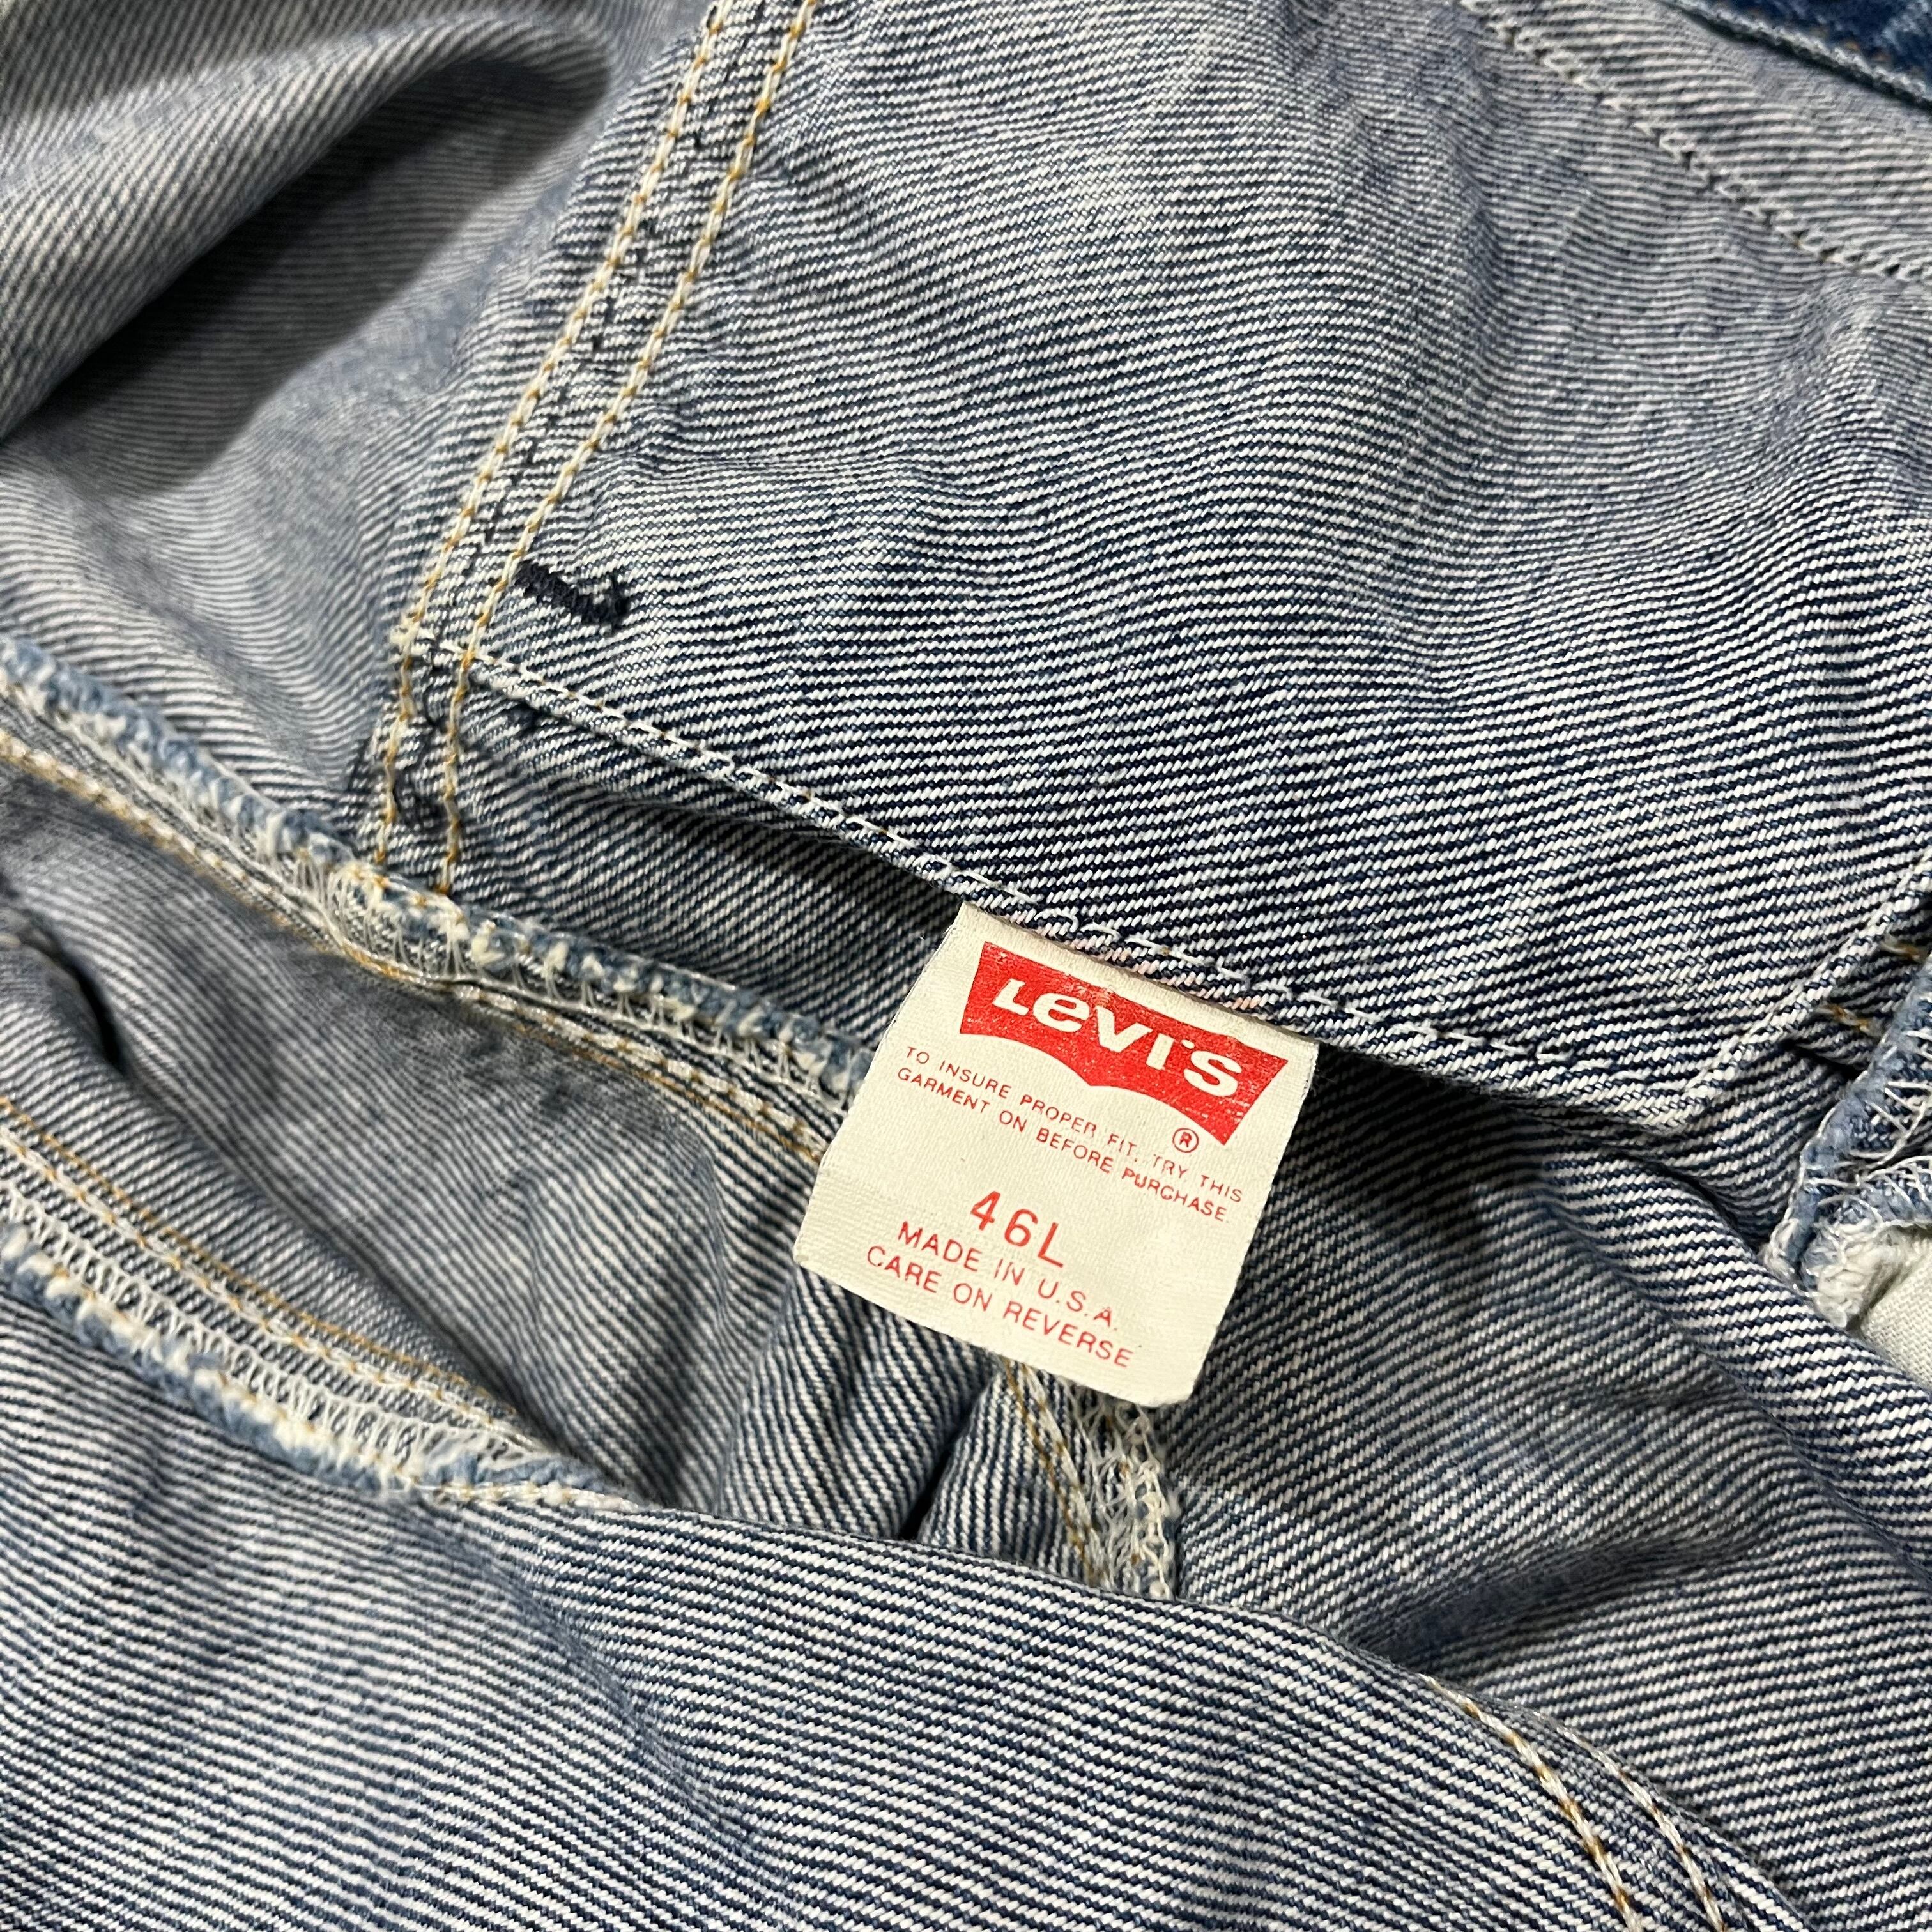 LEVI'S
®
TO INSURE PROPER FIT, TRY THIS
GARMENT ON BEFORE PURCHASE.
46L
MADE IN U.S.A.
CARE ON REVERSE